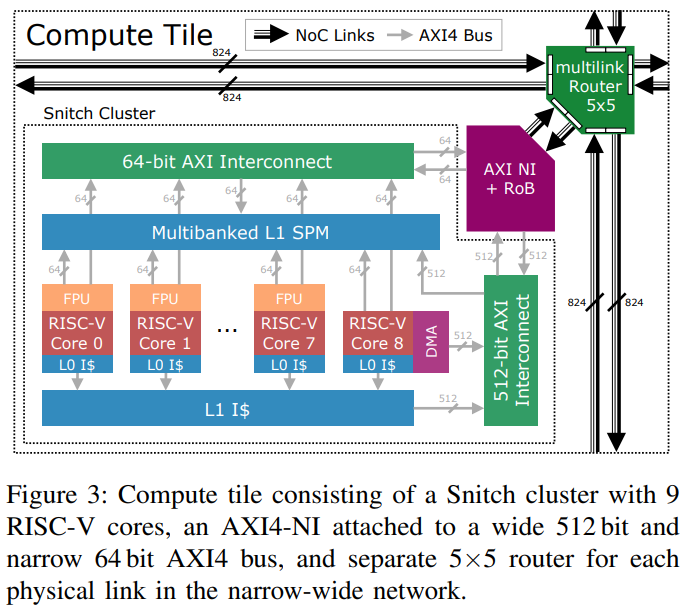 Compute Tile
NoC Links
AXI4 Bus
824
824
multilink
Router
5x5
Snitch Cluster
64-bit AXI Interconnect
64
64
AXI NI
+ RoB
64
64
64
64
64
Multibanked L1 SPM
64
64
64
64
512
512
512
FPU
FPU
FPU
RISC-V
Core 0
RISC-V
Core 1
...
RISC-V
Core 7
RISC-V
Core 8
DMA
512
L0 I$
L0 I$
L0 I$
L0 I$
512-bit AXI
Interconnect
824
824
L1 I$
512
Figure 3: Compute tile consisting of a Snitch cluster with 9
RISC-V cores, an AXI4-NI attached to a wide 512 bit and
narrow 64 bit AXI4 bus, and separate 5×5 router for each
physical link in the narrow-wide network.